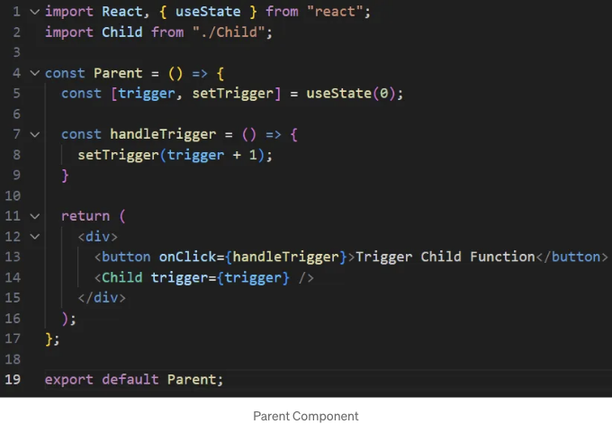 1 import React, { useState } from "react";
2 import Child from "./Child";
3
4 const Parent = () => {
5   const [trigger, setTrigger] = useState(0);
6
7   const handleTrigger = () => {
8     setTrigger(trigger + 1);
9   }
10
11   return (
12     <div>
13       <button onClick={handleTrigger}>Trigger Child Function</button>
14       <Child trigger={trigger} />
15     </div>
16   );
17 };
18
19 export default Parent;
Parent Component